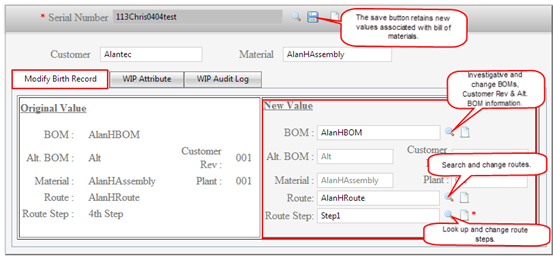 * Serial Number 113Chris0404test
The save button retains new
values associated with bill of
materials.
Customer Alantec Material AlanHAssembly
Modify Birth Record WIP Attribute WIP Audit Log
Investigative and
change BOMs,
Customer Rev & Alt.
BOM information.
Original Value
BOM : AlanHBOM
Alt. BOM : Alt Customer Rev : 001
Material : AlanHAssembly Plant : 001
Route : AlanHRoute
Route Step : 4th Step
New Value
BOM : AlanHBOM
Alt. BOM : Alt Customer
Material : AlanHAssembly Plant :
Route: AlanHRoute
Route Step: Step1 *
Search and change routes.
Look up and change route
steps.